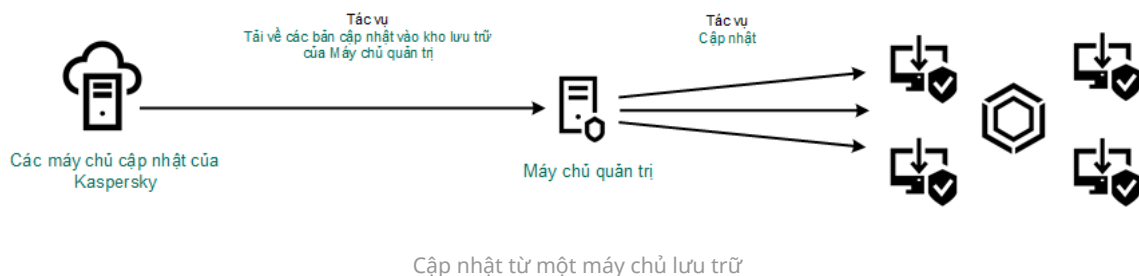 Tác vụ
Tải về các bản cập nhật vào kho lưu trữ
của Máy chủ quản trị
Tác vụ
Cập nhật
Các máy chủ cập nhật của
Kaspersky
Máy chủ quản trị
Cập nhật từ một máy chủ lưu trữ